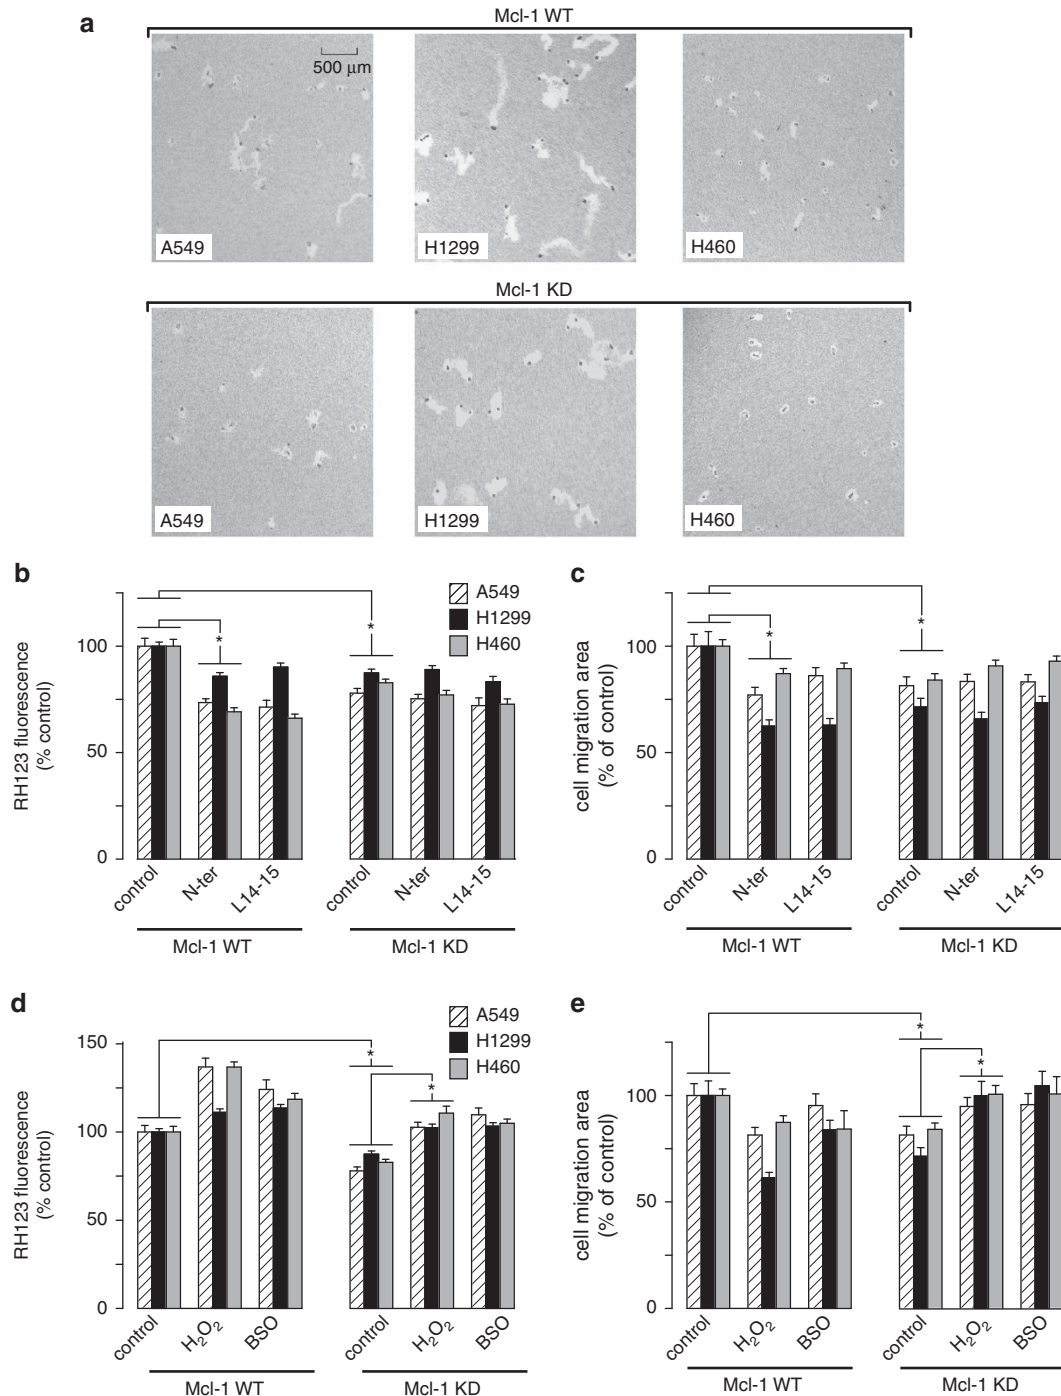 a
Mcl-1 WT
500 μm
A549
H1299
H460
Mcl-1 KD
A549
H1299
H460
b
RH123 fluorescence
(% control)
100
50
0
*
*
A549
H1299
H460
control
N-ter
L14-15
control
N-ter
L14-15
Mcl-1 WT
Mcl-1 KD
c
cell migration area
(% of control)
100
50
0
*
*
control
N-ter
L14-15
control
N-ter
L14-15
Mcl-1 WT
Mcl-1 KD
d
RH123 fluorescence
(% control)
150
100
50
0
*
*
A549
H1299
H460
control
H₂O₂
BSO
control
H₂O₂
BSO
Mcl-1 WT
Mcl-1 KD
e
cell migration area
(% of control)
100
50
0
*
*
control
H₂O₂
BSO
control
H₂O₂
BSO
Mcl-1 WT
Mcl-1 KD